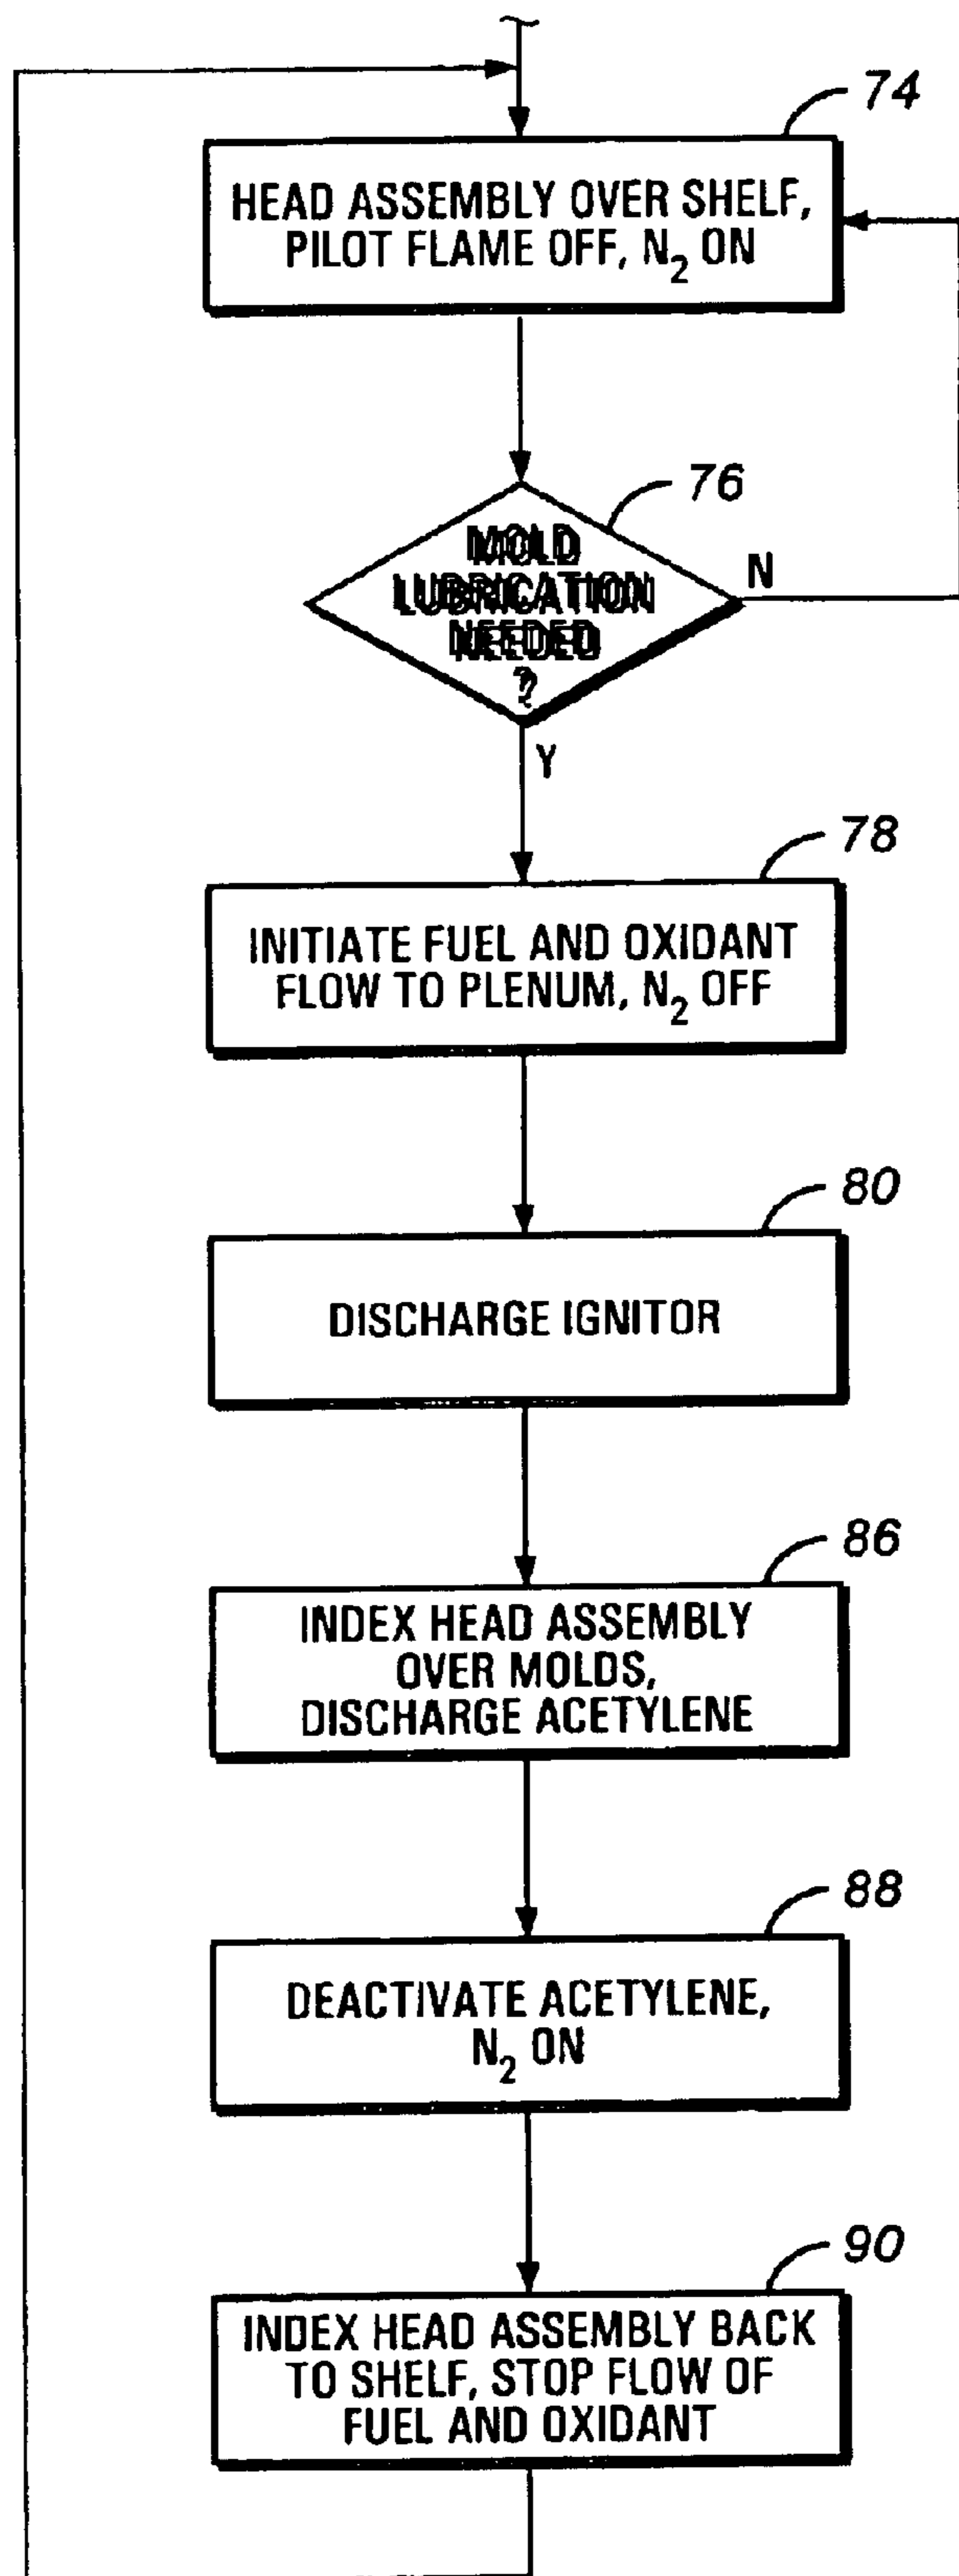 74
HEAD ASSEMBLY OVER SHELF,
PILOT FLAME OFF, N₂ ON
76
MOLD
LUBRICATION
NEEDED
?
N
Y
78
INITIATE FUEL AND OXIDANT
FLOW TO PLENUM, N₂ OFF
80
DISCHARGE IGNITOR
86
INDEX HEAD ASSEMBLY
OVER MOLDS,
DISCHARGE ACETYLENE
88
DEACTIVATE ACETYLENE,
N₂ ON
90
INDEX HEAD ASSEMBLY BACK
TO SHELF, STOP FLOW OF
FUEL AND OXIDANT